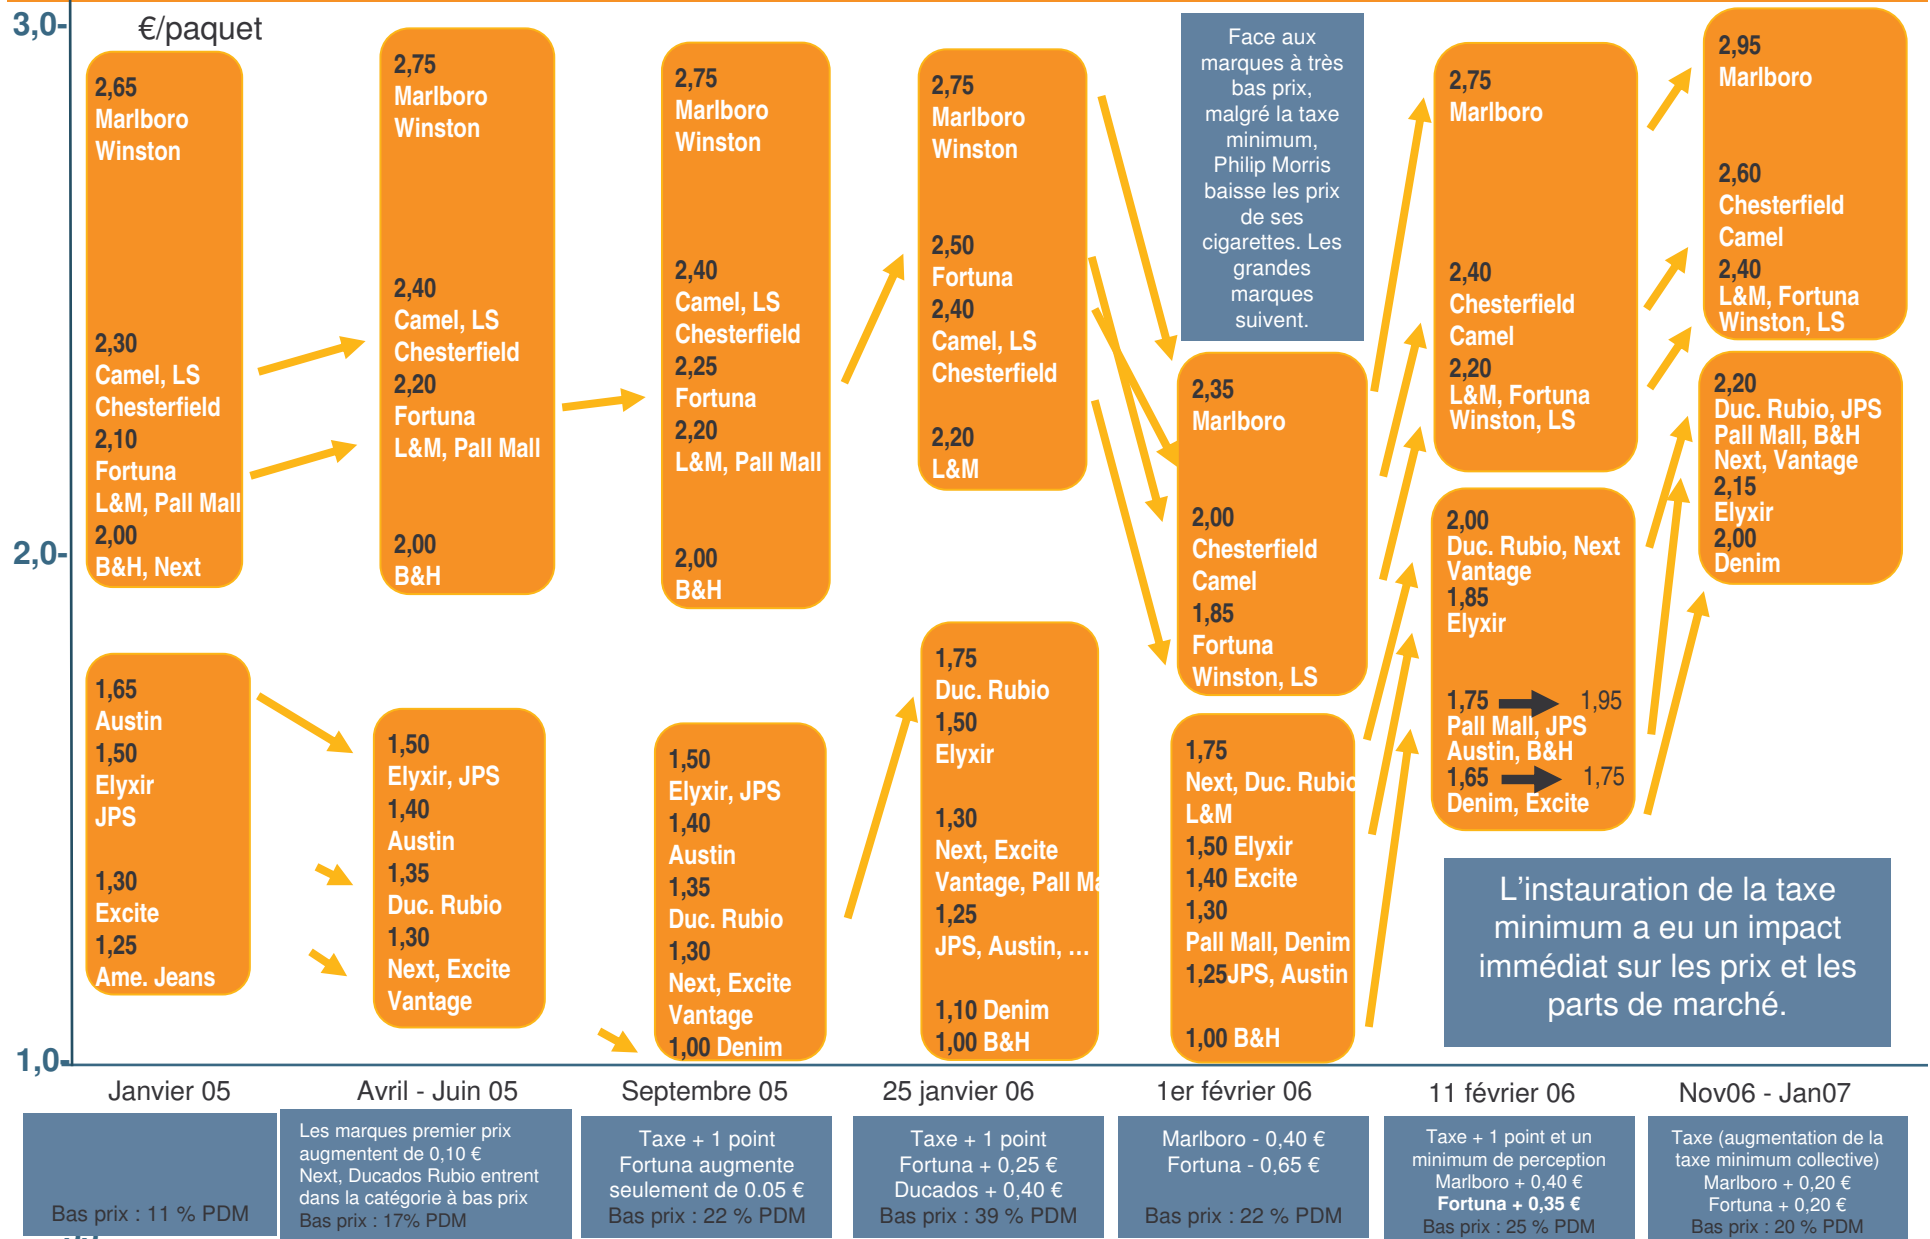 3,0-
€/paquet
2,0-
1,0-
2,65
Marlboro
Winston
2,30
Camel, LS
Chesterfield
2,10
Fortuna
L&M, Pall Mall
2,00
B&H, Next
1,65
Austin
1,50
Elyxir
JPS
1,30
Excite
1,25
Ame. Jeans
2,75
Marlboro
Winston
2,40
Camel, LS
Chesterfield
2,20
Fortuna
L&M, Pall Mall
2,00
B&H
1,50
Elyxir, JPS
1,40
Austin
1,35
Duc. Rubio
1,30
Next, Excite
Vantage
2,75
Marlboro
Winston
2,40
Camel, LS
Chesterfield
2,25
Fortuna
2,20
L&M, Pall Mall
2,00
B&H
1,50
Elyxir, JPS
1,40
Austin
1,35
Duc. Rubio
1,30
Next, Excite
Vantage
1,00 Denim
2,75
Marlboro
Winston
2,50
Fortuna
2,40
Camel, LS
Chesterfield
2,20
L&M
1,75
Duc. Rubio
1,50
Elyxir
1,30
Next, Excite
Vantage, Pall Ma
1,25
JPS, Austin, …
1,10 Denim
1,00 B&H
Face aux
marques à très
bas prix,
malgré la taxe
minimum,
Philip Morris
baisse les prix
de ses
cigarettes. Les
grandes
marques
suivent.
2,35
Marlboro
2,00
Chesterfield
Camel
1,85
Fortuna
Winston, LS
1,75
Next, Duc. Rubio
L&M
1,50 Elyxir
1,40 Excite
1,30
Pall Mall, Denim
1,25JPS, Austin
1,00 B&H
2,75
Marlboro
2,40
Chesterfield
Camel
2,20
L&M, Fortuna
Winston, LS
2,00
Duc. Rubio, Next
Vantage
1,85
Elyxir
1,75 1,95
Pall Mall, JPS
Austin, B&H
1,65 1,75
Denim, Excite
2,95
Marlboro
2,60
Chesterfield
Camel
2,40
L&M, Fortuna
Winston, LS
2,20
Duc. Rubio, JPS
Pall Mall, B&H
Next, Vantage
2,15
Elyxir
2,00
Denim
L'instauration de la taxe
minimum a eu un impact
immédiat sur les prix et les
parts de marché.
Janvier 05
Avril - Juin 05
Septembre 05
25 janvier 06
1er février 06
11 février 06
Nov06 - Jan07
Bas prix : 11 % PDM
Les marques premier prix
augmentent de 0,10 €
Next, Ducados Rubio entrent
dans la catégorie à bas prix
Bas prix : 17% PDM
Taxe + 1 point
Fortuna augmente
seulement de 0.05 €
Bas prix : 22 % PDM
Taxe + 1 point
Fortuna + 0,25 €
Ducados + 0,40 €
Bas prix : 39 % PDM
Marlboro - 0,40 €
Fortuna - 0,65 €
Bas prix : 22 % PDM
Taxe + 1 point et un
minimum de perception
Marlboro + 0,40 €
Fortuna + 0,35 €
Bas prix : 25 % PDM
Taxe (augmentation de la
taxe minimum collective)
Marlboro + 0,20 €
Fortuna + 0,20 €
Bas prix : 20 % PDM